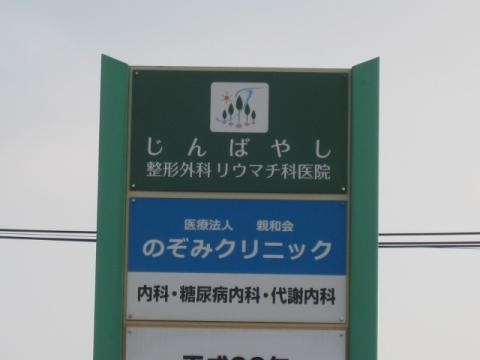 じんばやし
整形外科リウマチ科医院
医療法人 親和会
のぞみクリニック
内科・糖尿病内科・代謝内科